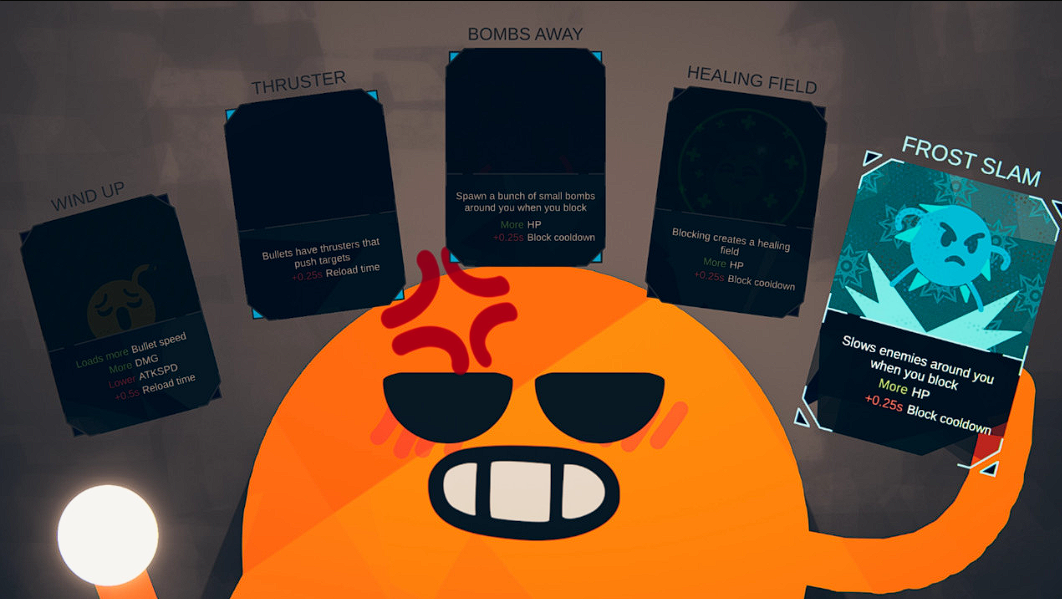 WIND UP
Loads more Bullet speed
More DMG
Lower ATKSPD
+0.5s Reload time
THRUSTER
Bullets have thrusters that
push targets
+0.25s Reload time
BOMBS AWAY
Spawn a bunch of small bombs
around you when you block
More HP
+0.25s Block cooldown
HEALING FIELD
Blocking creates a healing
field
More HP
+0.25s Block cooldown
FROST SLAM
Slows enemies around you
when you block
More HP
+0.25s Block cooldown